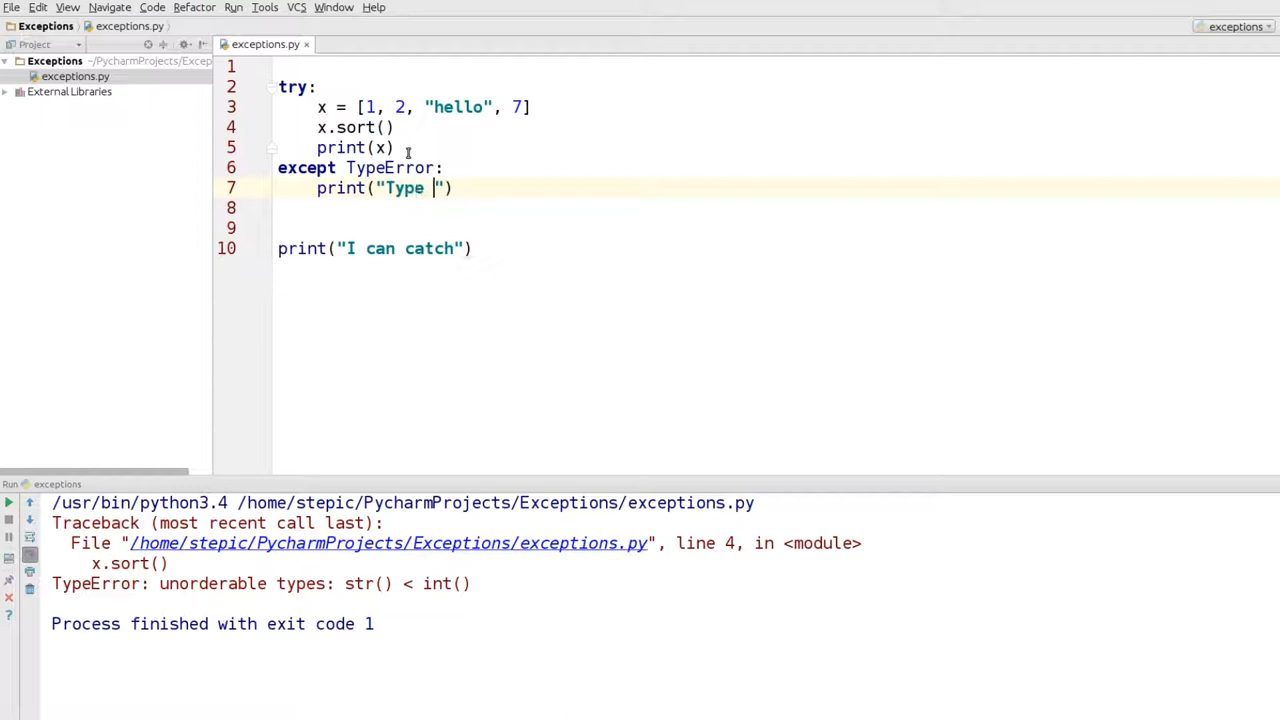 File Edit View Navigate Code Refactor Run Tools VCS Window Help
Exceptions exceptions.py exceptions
Project exceptions.py ×
Exceptions ~/PycharmProjects/Excep
exceptions.py
External Libraries
1
2 try:
3 x = [1, 2, "hello", 7]
4 x.sort()
5 print(x)
6 except TypeError:
7 print("Type ")
8
9
10 print("I can catch")
Run exceptions
/usr/bin/python3.4 /home/stepic/PycharmProjects/Exceptions/exceptions.py
Traceback (most recent call last):
File "/home/stepic/PycharmProjects/Exceptions/exceptions.py", line 4, in <module>
x.sort()
TypeError: unorderable types: str() < int()
Process finished with exit code 1